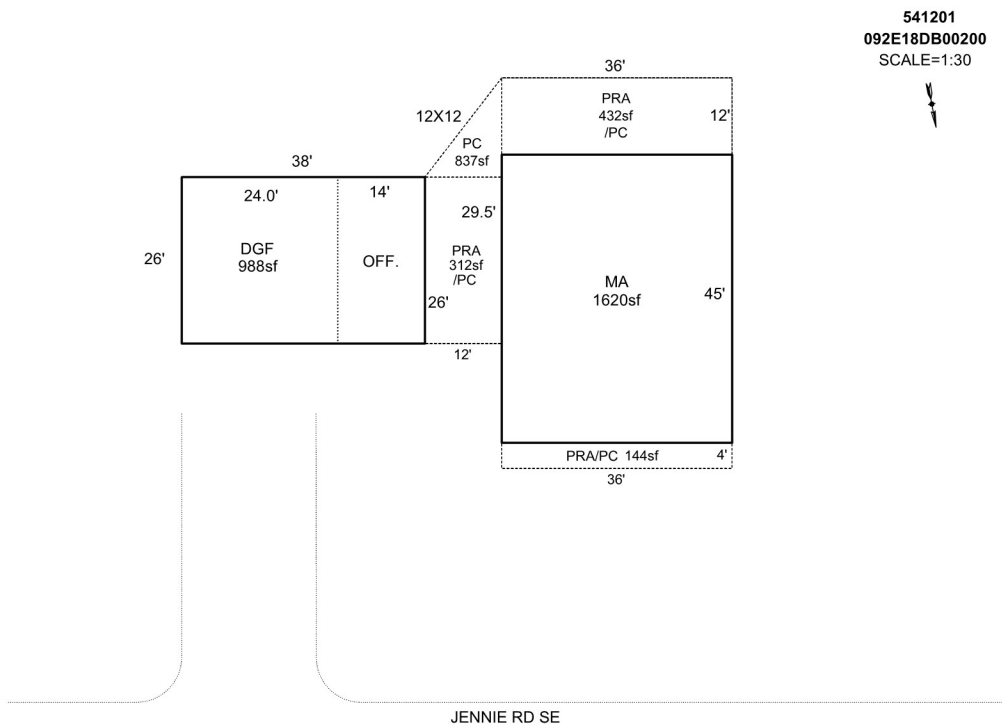 541201
092E18DB00200
SCALE=1:30
36'
PRA
432sf
/PC
12'
12X12
PC
837sf
38'
24.0'
14'
29.5'
26'
DGF
988sf
OFF.
PRA
312sf
/PC
26'
MA
1620sf
45'
12'
PRA/PC 144sf
4'
36'
JENNIE RD SE